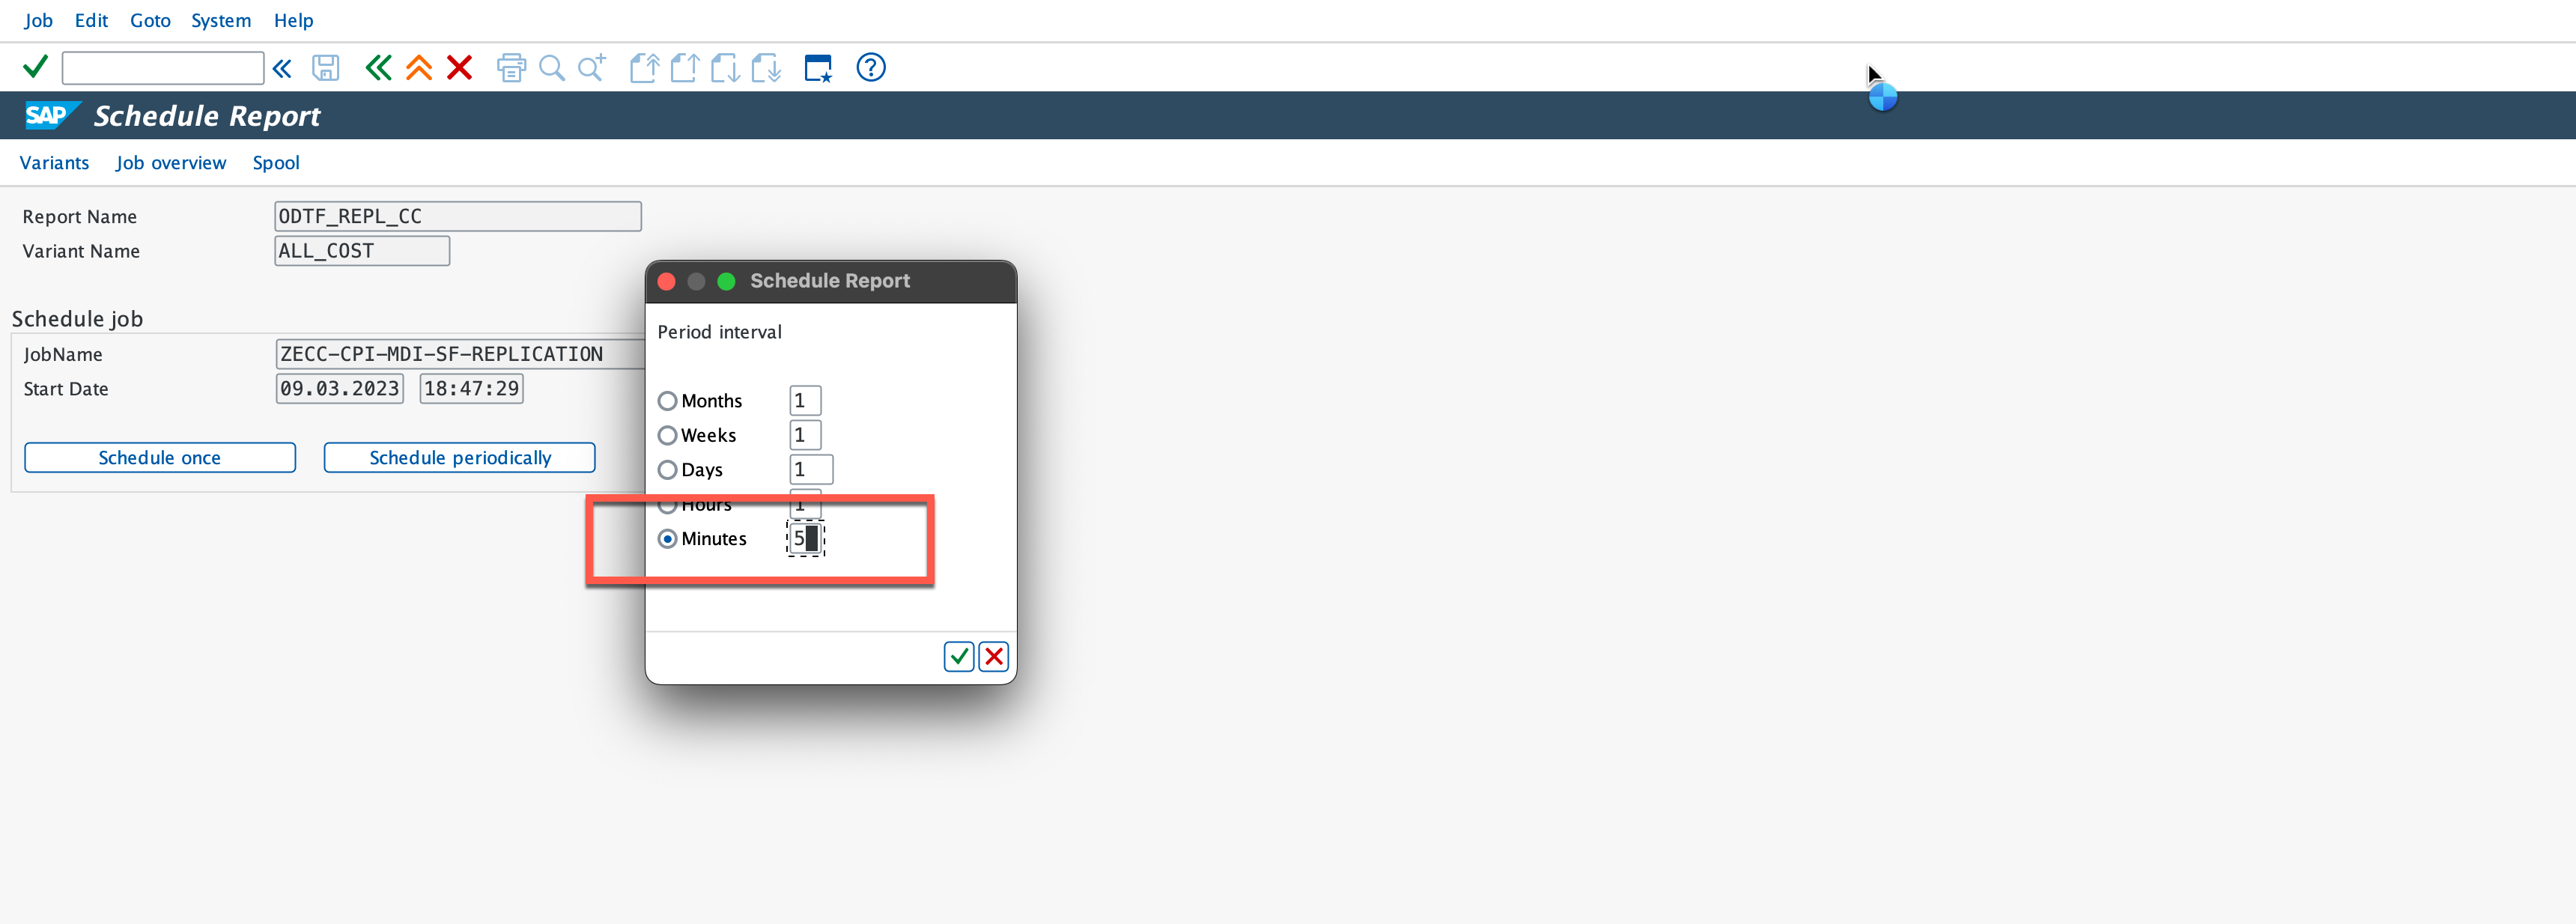 Job Edit Goto System Help
SAP Schedule Report
Variants Job overview Spool
Report Name ODTF_REPL_CC
Variant Name ALL_COST
Schedule job
JobName ZECC-CPI-MDI-SF-REPLICATION
Start Date 09.03.2023 18:47:29
Schedule once Schedule periodically
Schedule Report
Period interval
Months 1
Weeks 1
Days 1
Hours 1
Minutes 5